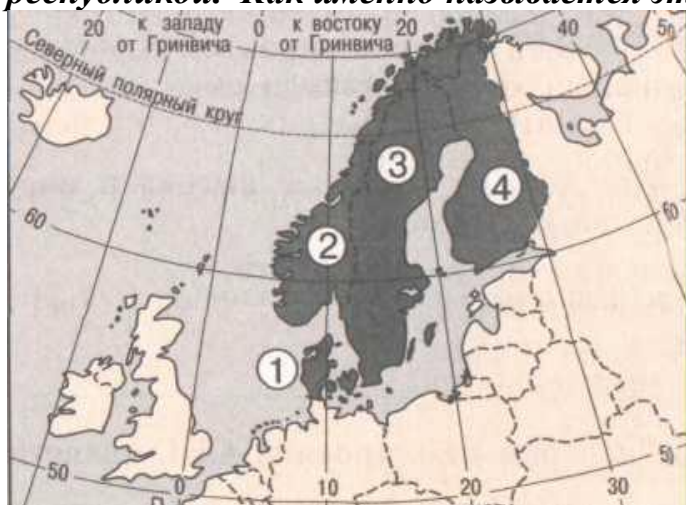 республикой. Как именно называется
20 к западу 0 к востоку 20 40 50
от Гринвича от Гринвича
Северный полярный круг
3
4
60 2 60
1
50 0 10 20 30